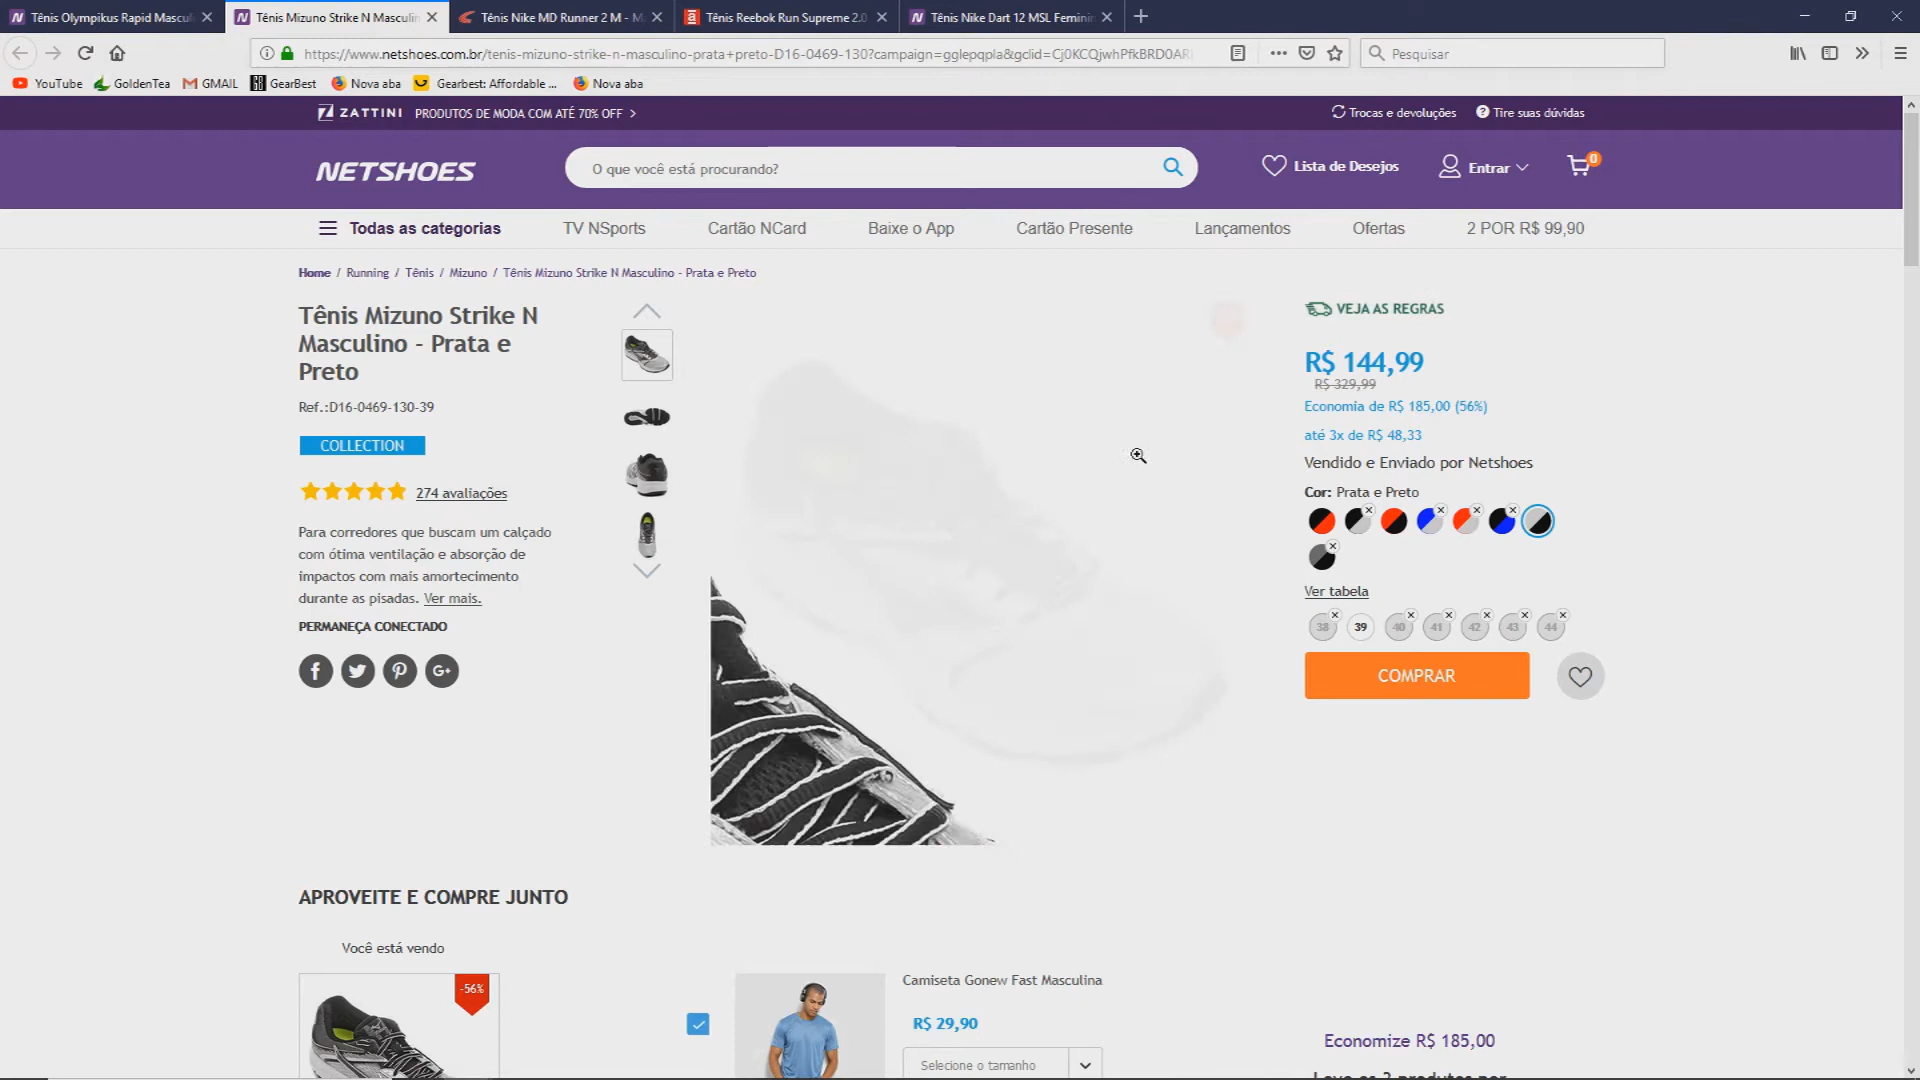 Tênis Olympikus Rapid Mascul
Tênis Mizuno Strike N Masculin
Tênis Nike MD Runner 2 M - M
Tênis Reebok Run Supreme 2.0
Tênis Nike Dart 12 MSL Feminin
https://www.netshoes.com.br/tenis-mizuno-strike-n-masculino-prata+preto-D16-0469-130?campaign=gglepqpla&gclid=Cj0KCQjwhPfkBRD0AR
Pesquisar
YouTube GoldenTea GMAIL GearBest Nova aba Gearbest: Affordable ... Nova aba
ZATTINI PRODUTOS DE MODA COM ATÉ 70% OFF >
Trocas e devoluções Tire suas dúvidas
NETSHOES
O que você está procurando?
Lista de Desejos Entrar 0
Todas as categorias TV NSports Cartão NCard Baixe o App Cartão Presente Lançamentos Ofertas 2 POR R$ 99,90
Home / Running / Tênis / Mizuno / Tênis Mizuno Strike N Masculino - Prata e Preto
Tênis Mizuno Strike N
Masculino - Prata e
Preto
Ref.:D16-0469-130-39
COLLECTION
274 avaliações
Para corredores que buscam um calçado
com ótima ventilação e absorção de
impactos com mais amortecimento
durante as pisadas. Ver mais.
PERMANEÇA CONECTADO
VEJA AS REGRAS
R$ 144,99
R$ 329,99
Economia de R$ 185,00 (56%)
até 3x de R$ 48,33
Vendido e Enviado por Netshoes
Cor: Prata e Preto
Ver tabela
38 39 40 41 42 43 44
COMPRAR
APROVEITE E COMPRE JUNTO
Você está vendo
-56%
Camiseta Gonew Fast Masculina
R$ 29,90
Selecione o tamanho
Economize R$ 185,00